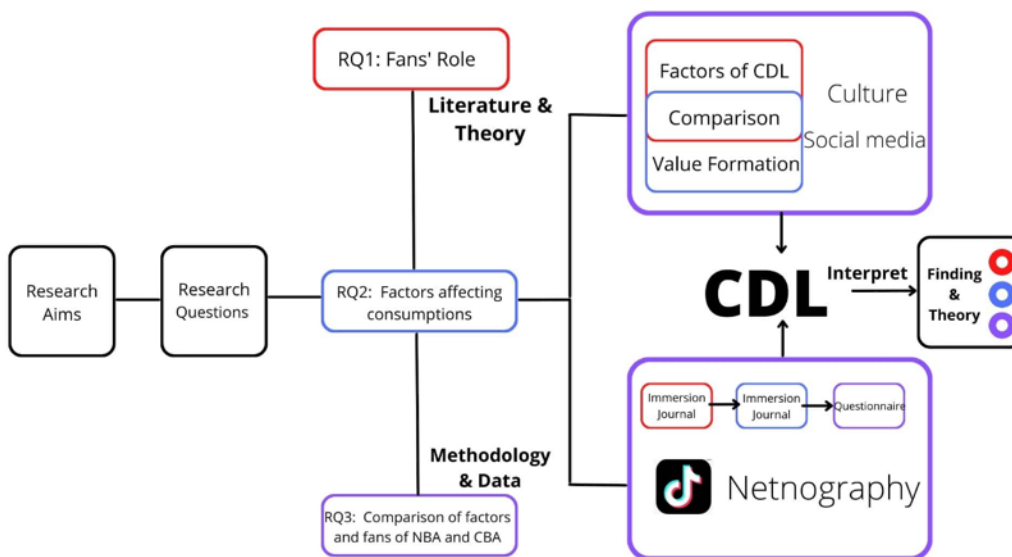 RQ1: Fans' Role
Literature &
Theory
Factors of CDL
Comparison
Value Formation
Culture
Social media
Research
Aims
Research
Questions
RQ2: Factors affecting
consumptions
CDL
Interpret
Finding
&
Theory
Immersion
Journal
Immersion
Journal
Questionnaire
Netnography
Methodology
& Data
RQ3: Comparison of factors
and fans of NBA and CBA